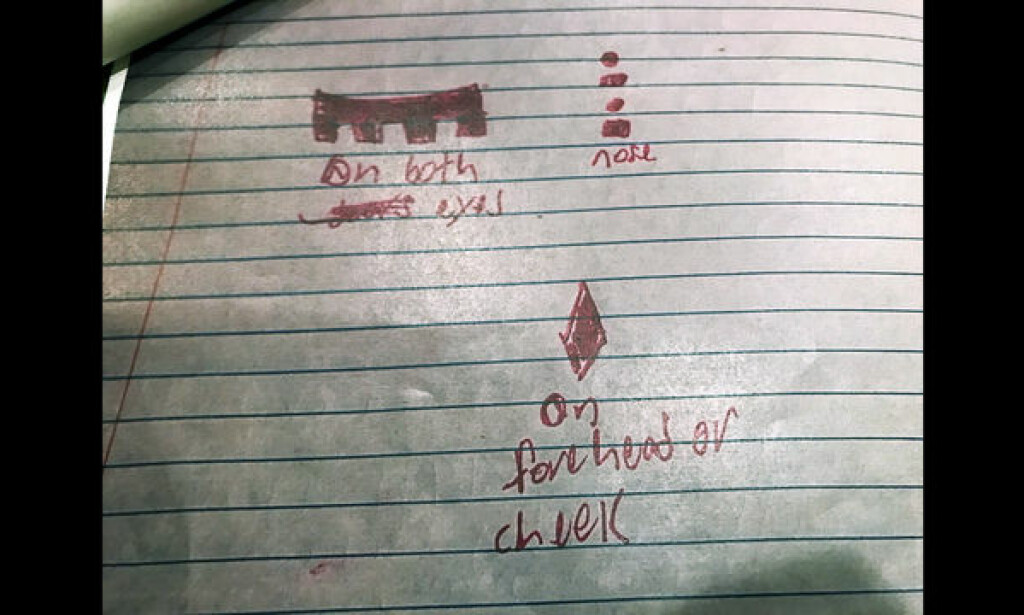 On both
eyes
nose
On
forehead or
cheek